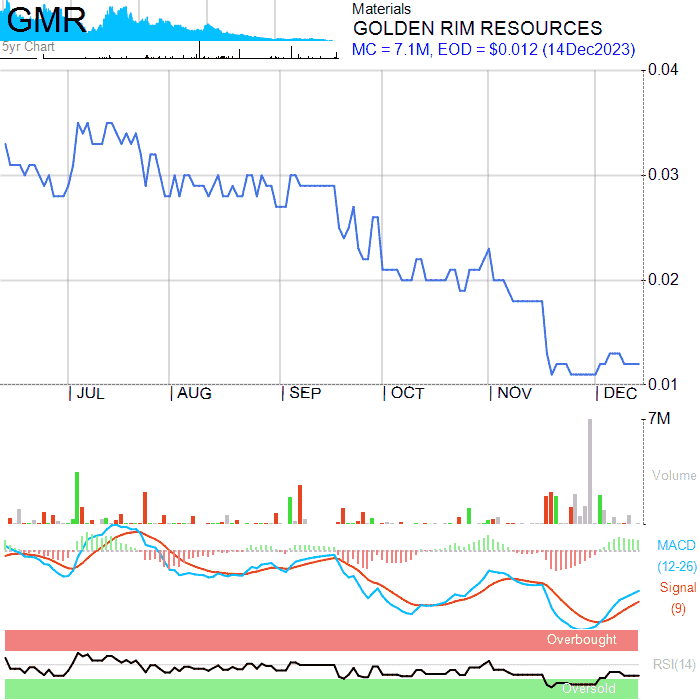 GMR
5yr Chart
Materials
GOLDEN RIM RESOURCES
MC = 7.1M, EOD = $0.012 (14Dec2023)
0.04
0.03
0.02
0.01
JUL AUG SEP OCT NOV DEC
7M
Volume
MACD
(12-26)
Signal
(9)
Overbought
RSI(14)
Oversold